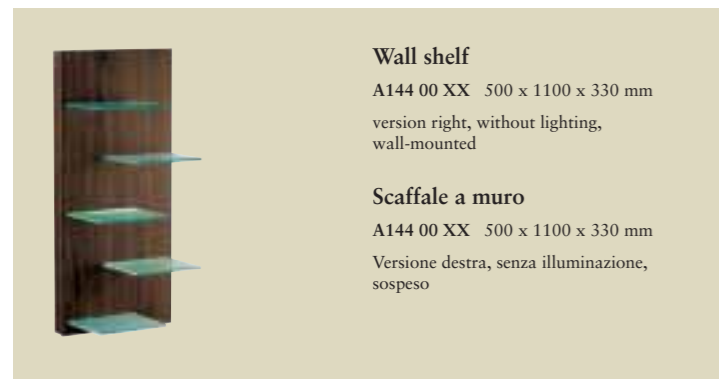 Wall shelf
A144 00 XX 500 x 1100 x 330 mm
version right, without lighting,
wall-mounted
Scaffale a muro
A144 00 XX 500 x 1100 x 330 mm
Versione destra, senza illuminazione,
sospeso